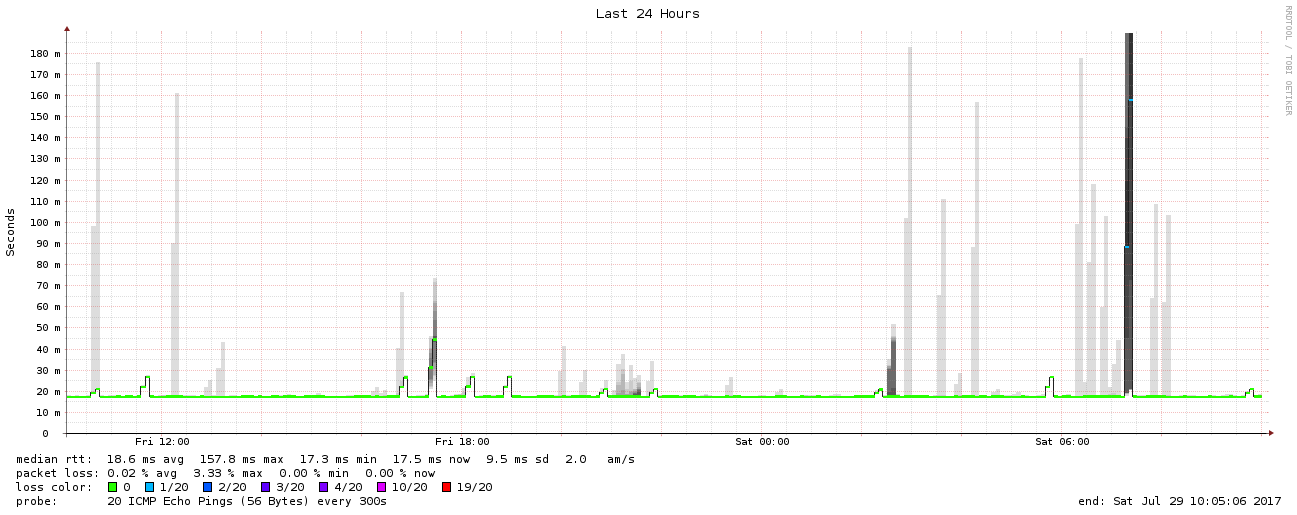 Last 24 Hours
RRDTOOL / TOBI OETIKER
Seconds
180 m
170 m
160 m
150 m
140 m
130 m
120 m
110 m
100 m
90 m
80 m
70 m
60 m
50 m
40 m
30 m
20 m
10 m
0
Fri 12:00 Fri 18:00 Sat 00:00 Sat 06:00
median rtt: 18.6 ms avg 157.8 ms max 17.3 ms min 17.5 ms now 9.5 ms sd 2.0 am/s
packet loss: 0.02 % avg 3.33 % max 0.00 % min 0.00 % now
loss color: 0 1/20 2/20 3/20 4/20 10/20 19/20
probe: 20 ICMP Echo Pings (56 Bytes) every 300s end: Sat Jul 29 10:05:06 2017